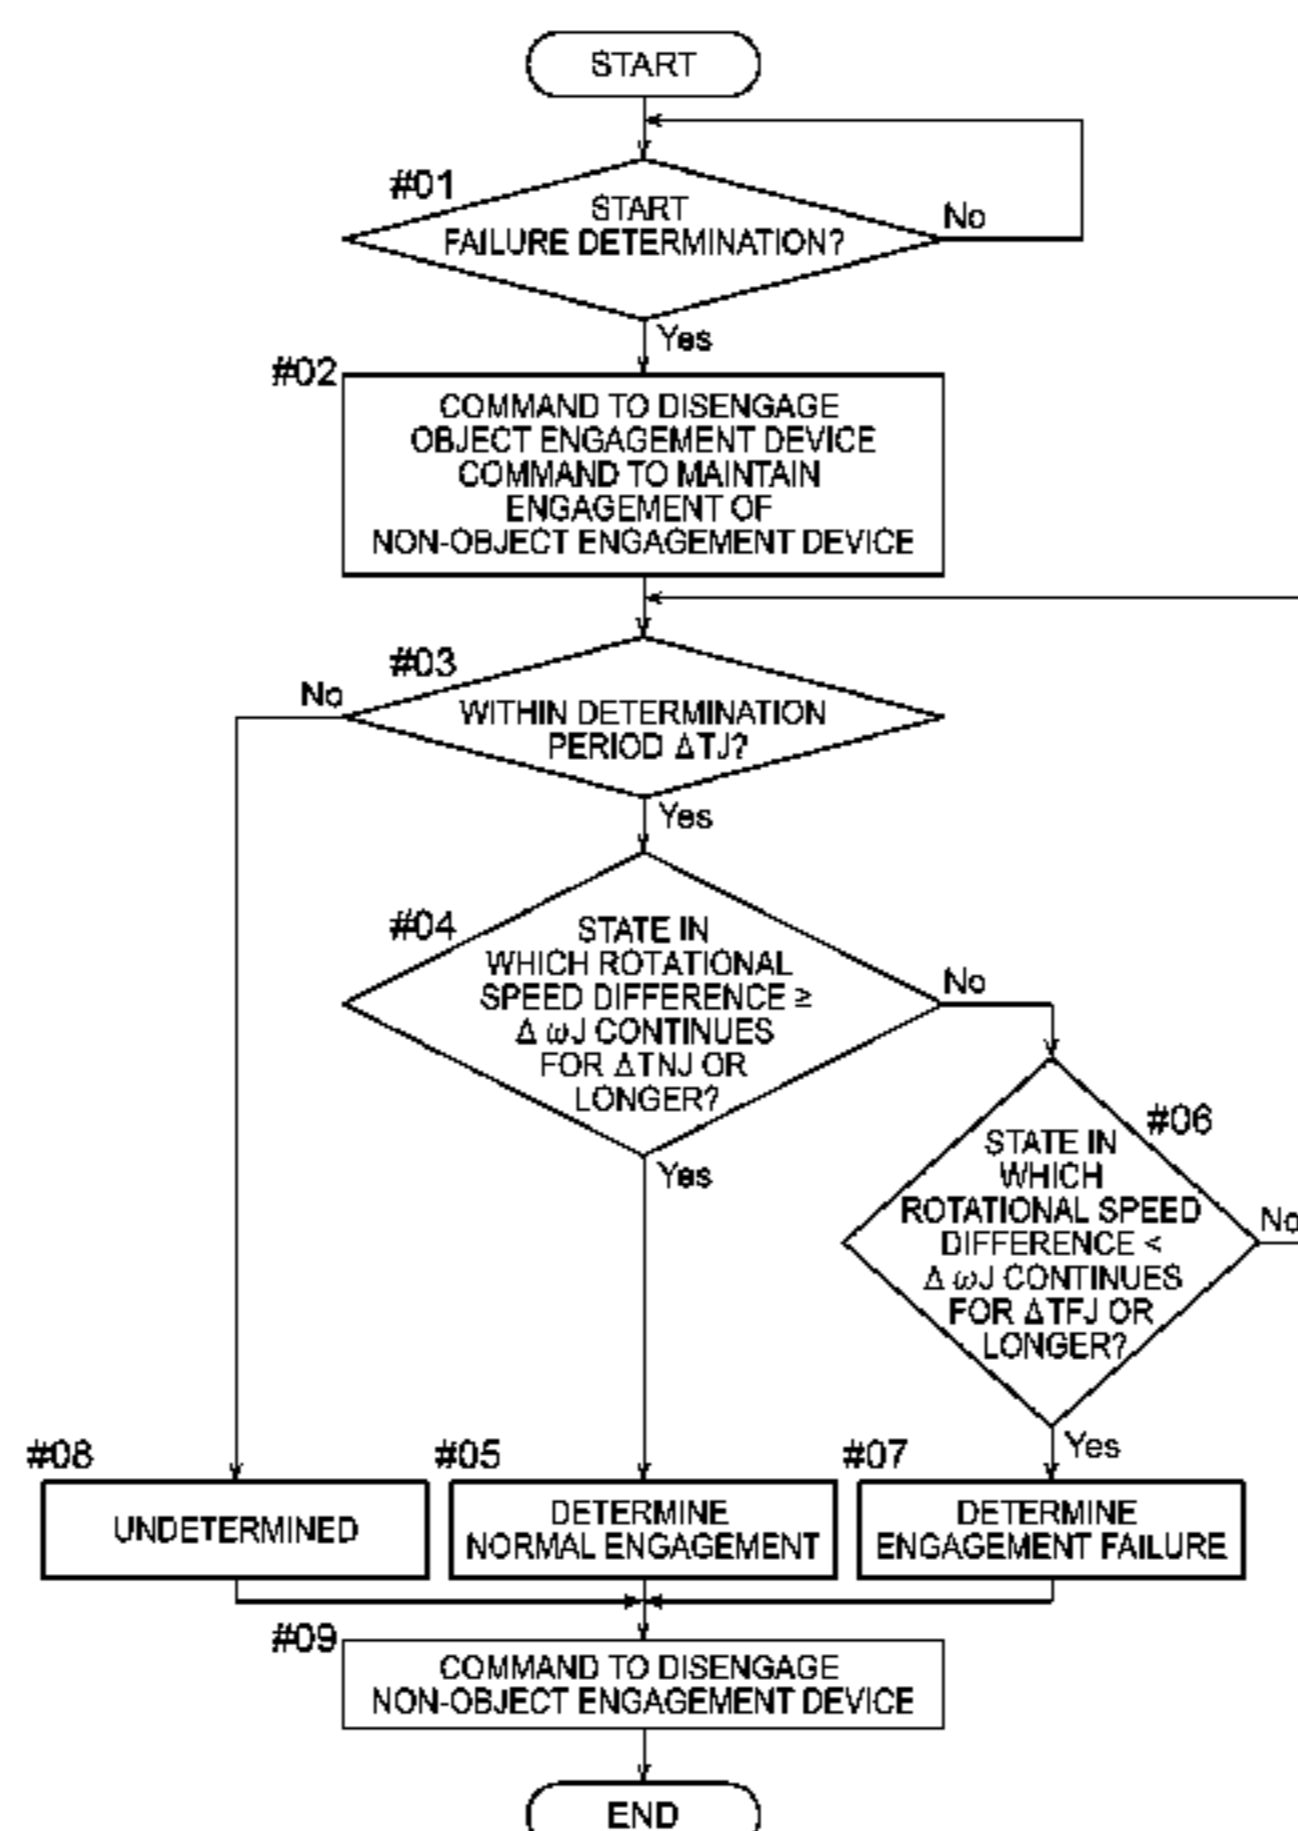 START
#01
START
FAILURE DETERMINATION?
No
Yes
#02
COMMAND TO DISENGAGE
OBJECT ENGAGEMENT DEVICE
COMMAND TO MAINTAIN
ENGAGEMENT OF
NON-OBJECT ENGAGEMENT DEVICE
#03
No
WITHIN DETERMINATION
PERIOD ΔTJ?
Yes
#04
STATE IN
WHICH ROTATIONAL
SPEED DIFFERENCE ≥
Δ ωJ CONTINUES
FOR ΔTNJ OR
LONGER?
No
Yes
#06
STATE IN
WHICH
ROTATIONAL SPEED
DIFFERENCE <
Δ ωJ CONTINUES
FOR ΔTFJ OR
LONGER?
No
Yes
#08
UNDETERMINED
#05
DETERMINE
NORMAL ENGAGEMENT
#07
DETERMINE
ENGAGEMENT FAILURE
#09
COMMAND TO DISENGAGE
NON-OBJECT ENGAGEMENT DEVICE
END